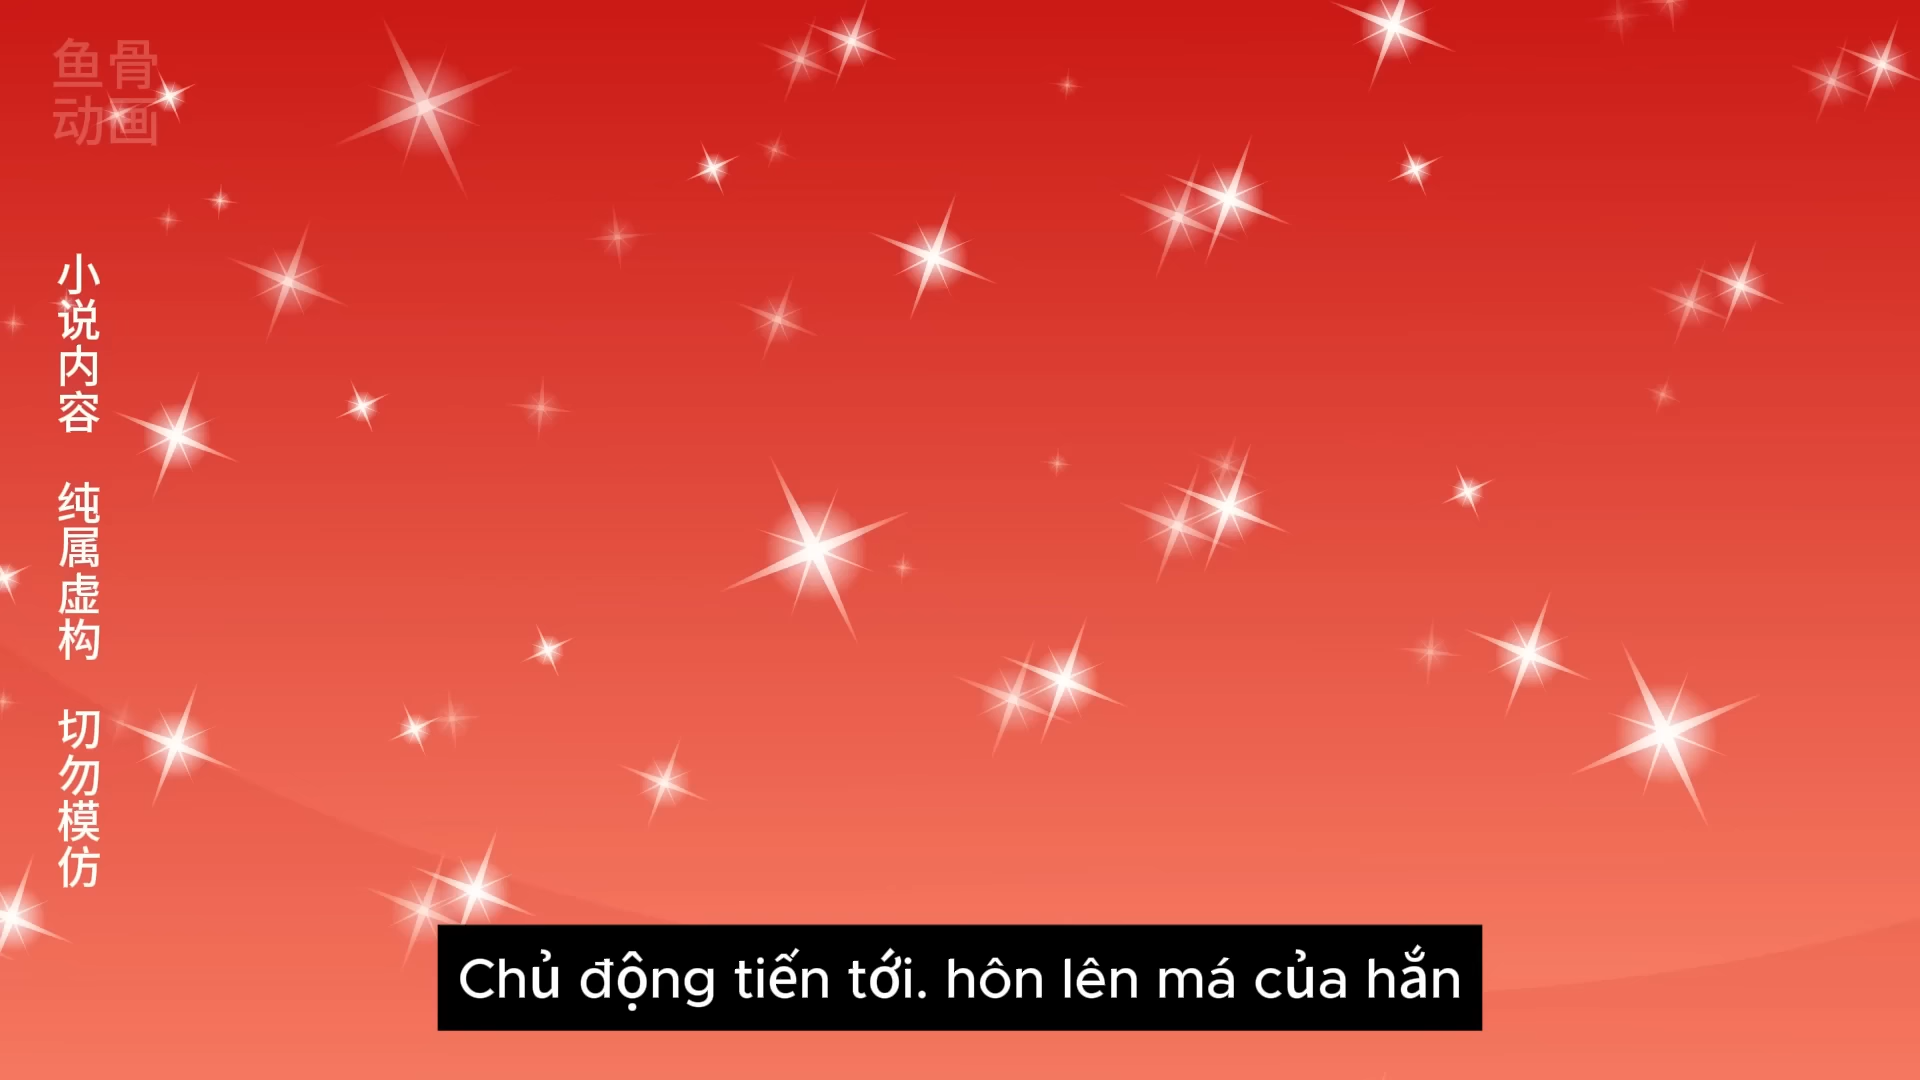 鱼骨
动画
小说内容 纯属虚构 切勿模仿
Chủ động tiến tới. hôn lên má của hắn